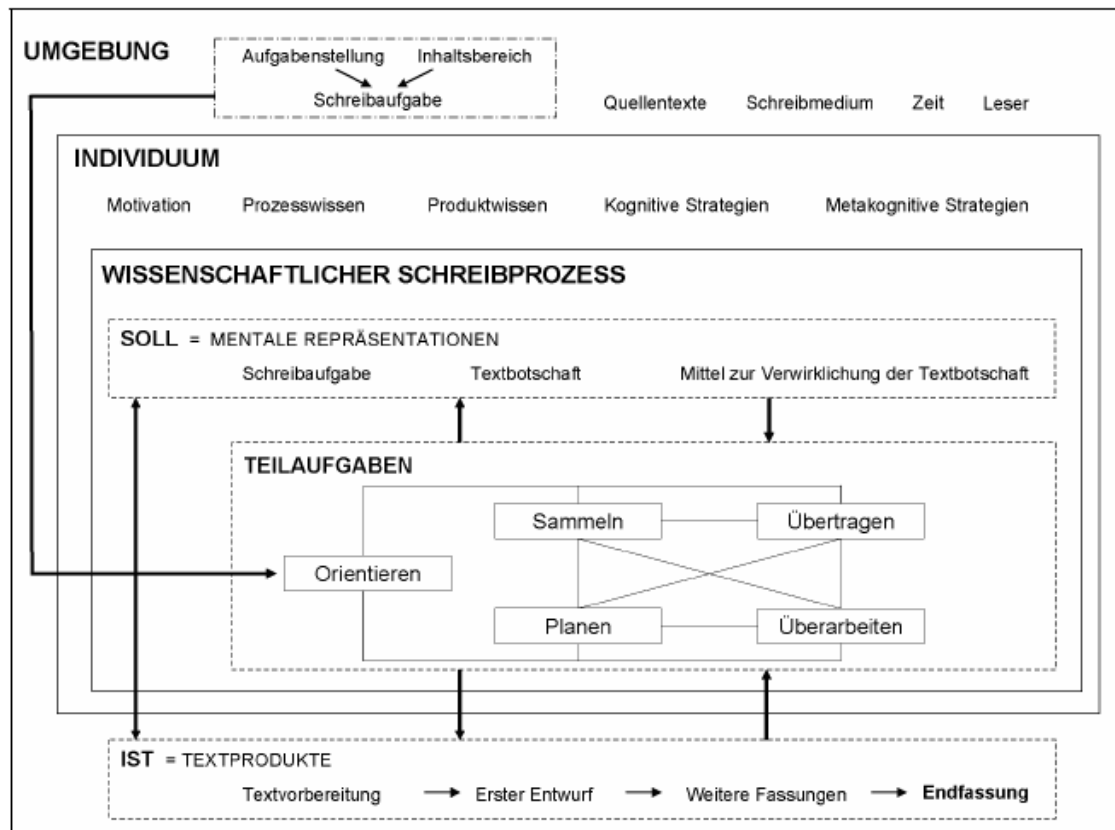 UMGEBUNG
Aufgabenstellung Inhaltsbereich
Schreibaufgabe
Quellentexte Schreibmedium Zeit Leser
INDIVIDUUM
Motivation Prozesswissen Produktwissen Kognitive Strategien Metakognitive Strategien
WISSENSCHAFTLICHER SCHREIBPROZESS
SOLL = MENTALE REPRÄSENTATIONEN
Schreibaufgabe Textbotschaft Mittel zur Verwirklichung der Textbotschaft
TEILAUFGABEN
Sammeln Übertragen
Orientieren
Planen Überarbeiten
IST = TEXTPRODUKTE
Textvorbereitung Erster Entwurf Weitere Fassungen Endfassung